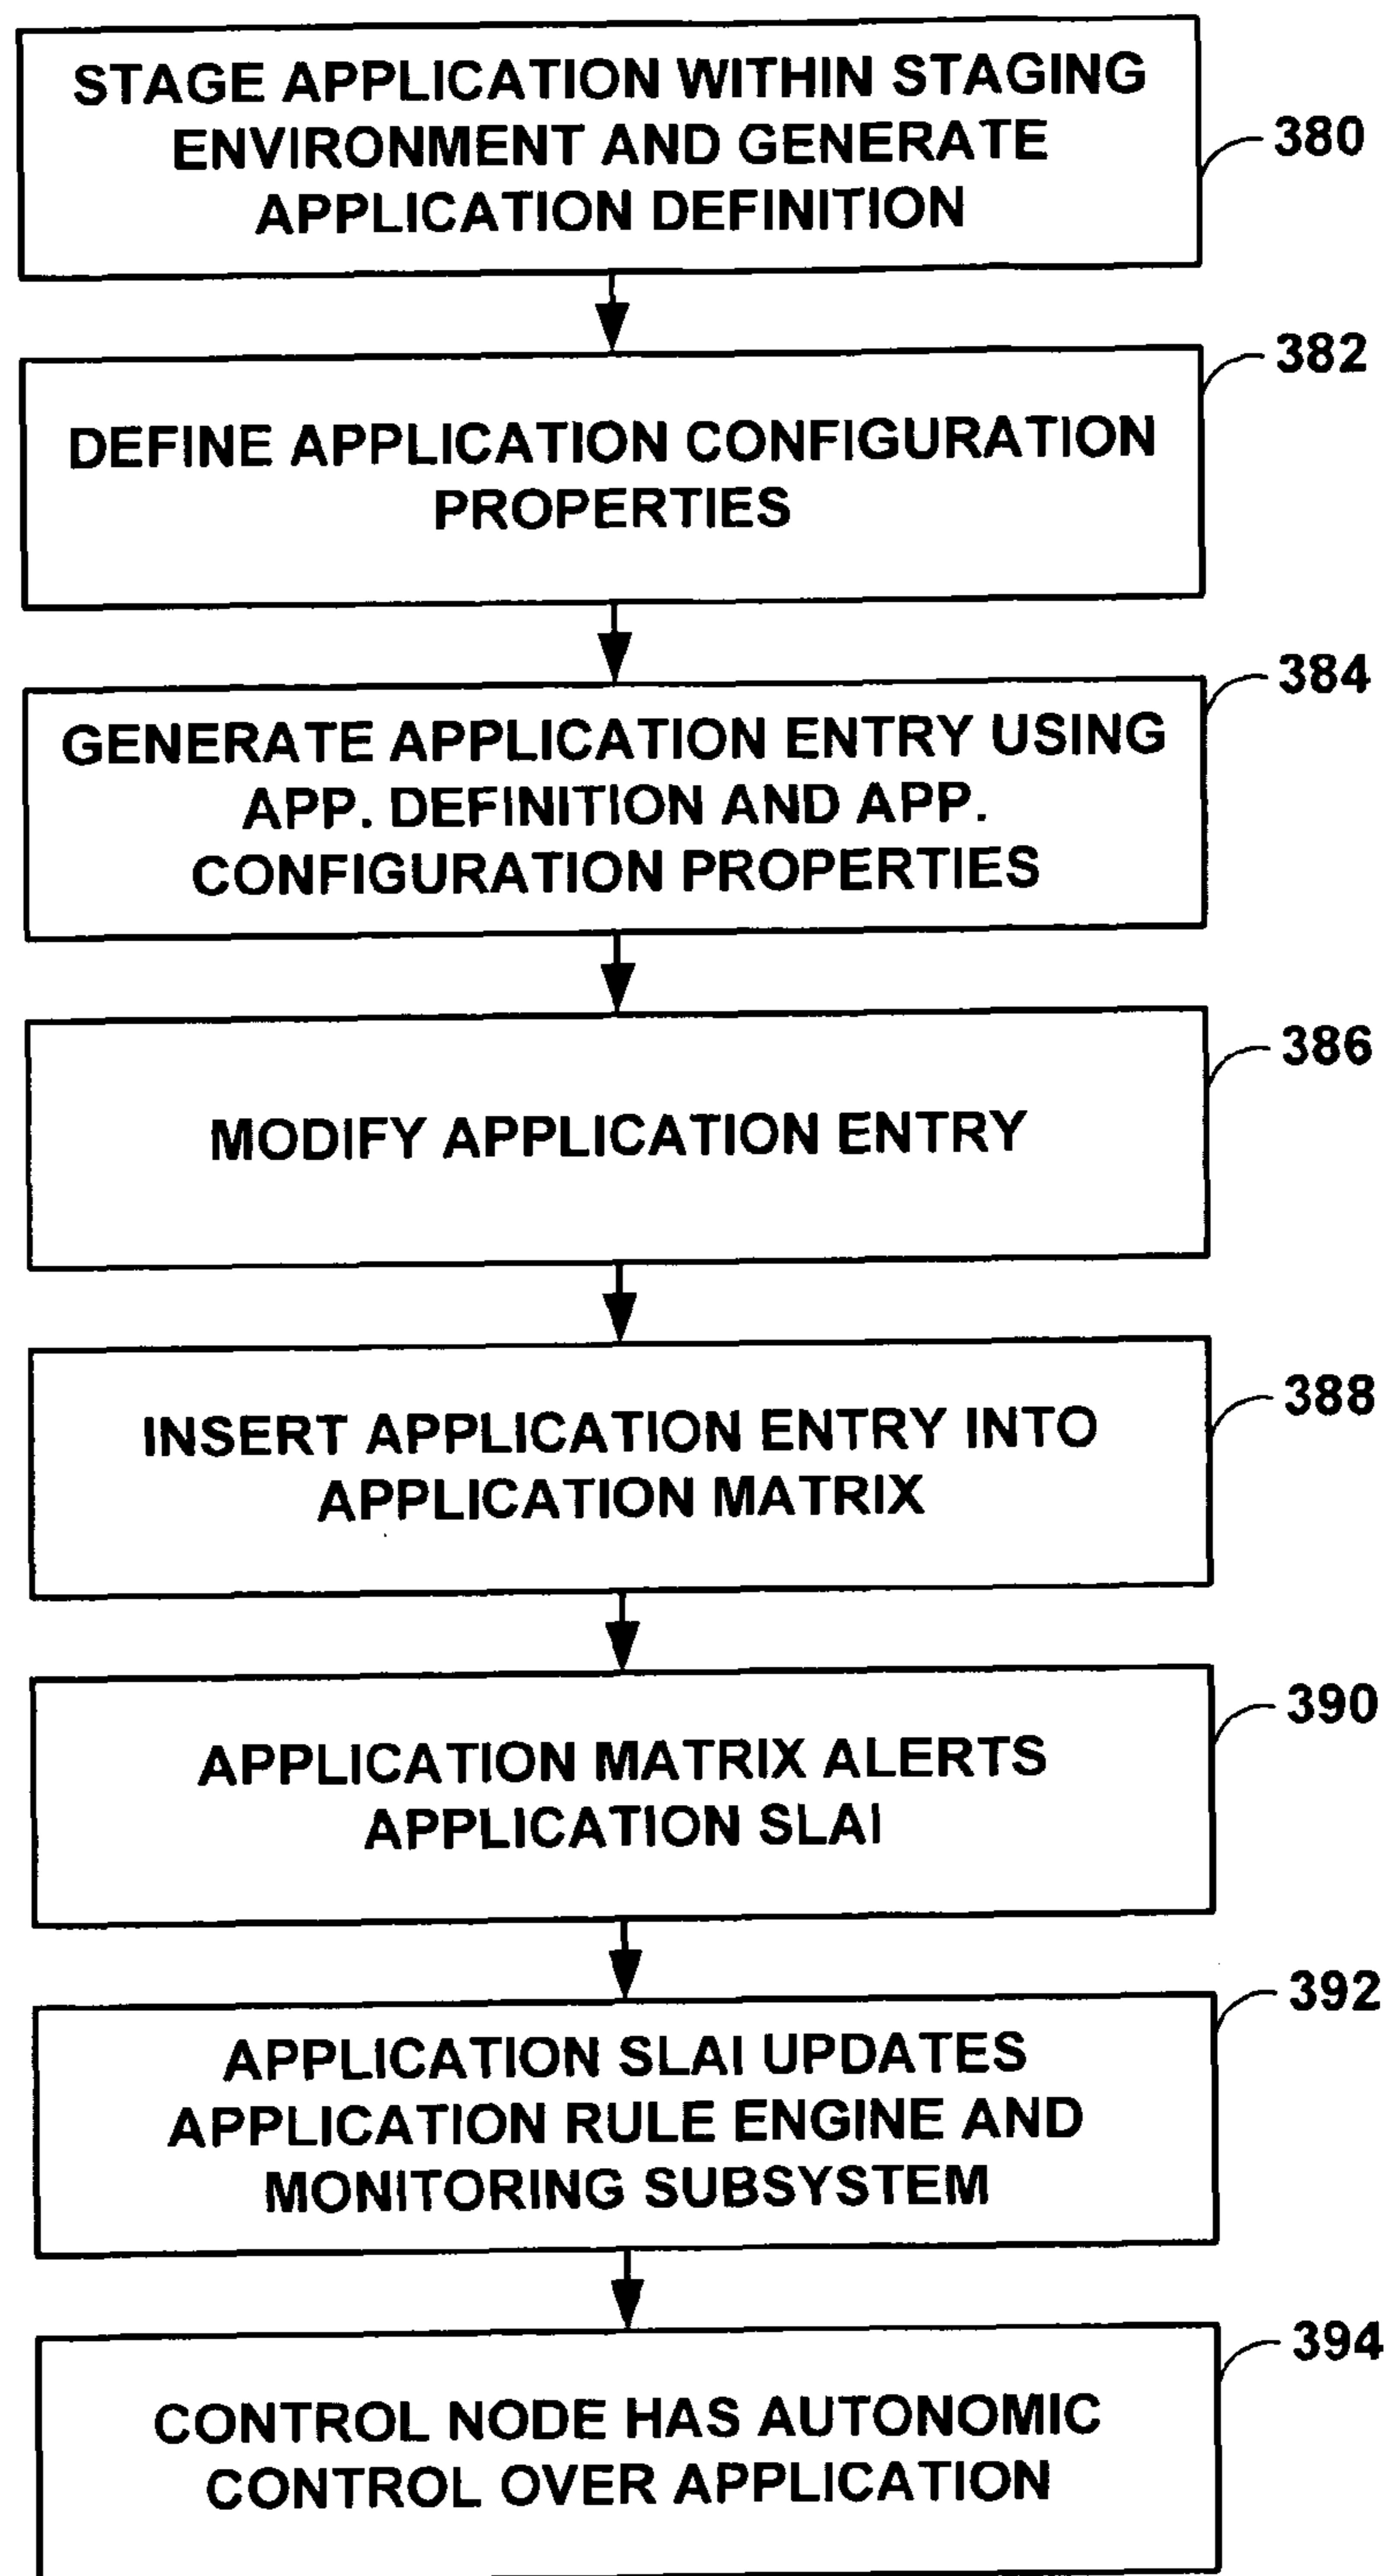 STAGE APPLICATION WITHIN STAGING
ENVIRONMENT AND GENERATE
APPLICATION DEFINITION
380
DEFINE APPLICATION CONFIGURATION
PROPERTIES
382
GENERATE APPLICATION ENTRY USING
APP. DEFINITION AND APP.
CONFIGURATION PROPERTIES
384
MODIFY APPLICATION ENTRY
386
INSERT APPLICATION ENTRY INTO
APPLICATION MATRIX
388
APPLICATION MATRIX ALERTS
APPLICATION SLAI
390
APPLICATION SLAI UPDATES
APPLICATION RULE ENGINE AND
MONITORING SUBSYSTEM
392
CONTROL NODE HAS AUTONOMIC
CONTROL OVER APPLICATION
394